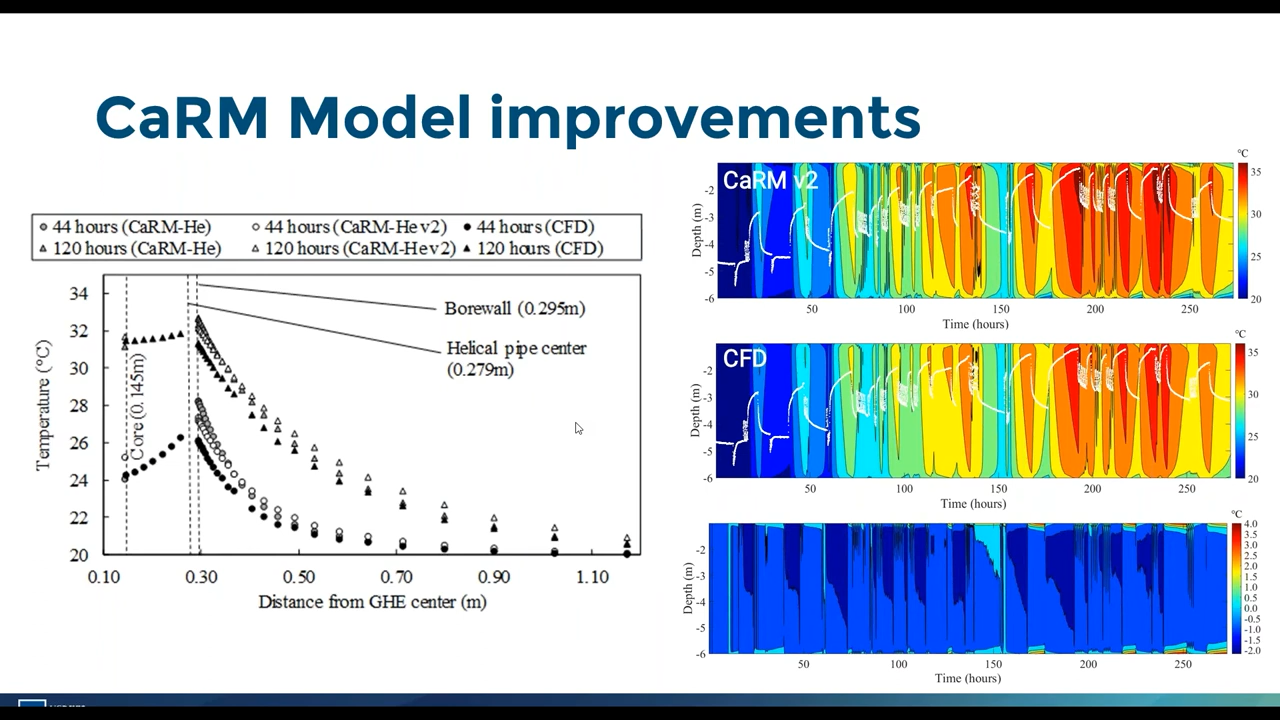 CaRM Model improvements
44 hours (CaRM-He)
44 hours (CaRM-He v2)
44 hours (CFD)
120 hours (CaRM-He)
120 hours (CaRM-He v2)
120 hours (CFD)
Temperature (°C)
34
32
30
28
26
24
22
20
Core (0.145m)
Borewall (0.295m)
Helical pipe center
(0.279m)
0.10 0.30 0.50 0.70 0.90 1.10
Distance from GHE center (m)
CaRM v2
Depth (m)
-2
-3
-4
-5
-6
50 100 150 200 250
Time (hours)
°C
35
30
25
20
CFD
Depth (m)
-2
-3
-4
-5
-6
50 100 150 200 250
Time (hours)
°C
35
30
25
20
Depth (m)
-2
-3
-4
-5
-6
50 100 150 200 250
Time (hours)
°C
4.0
3.5
3.0
2.5
2.0
1.5
1.0
0.5
0.0
-0.5
-1.0
-1.5
-2.0